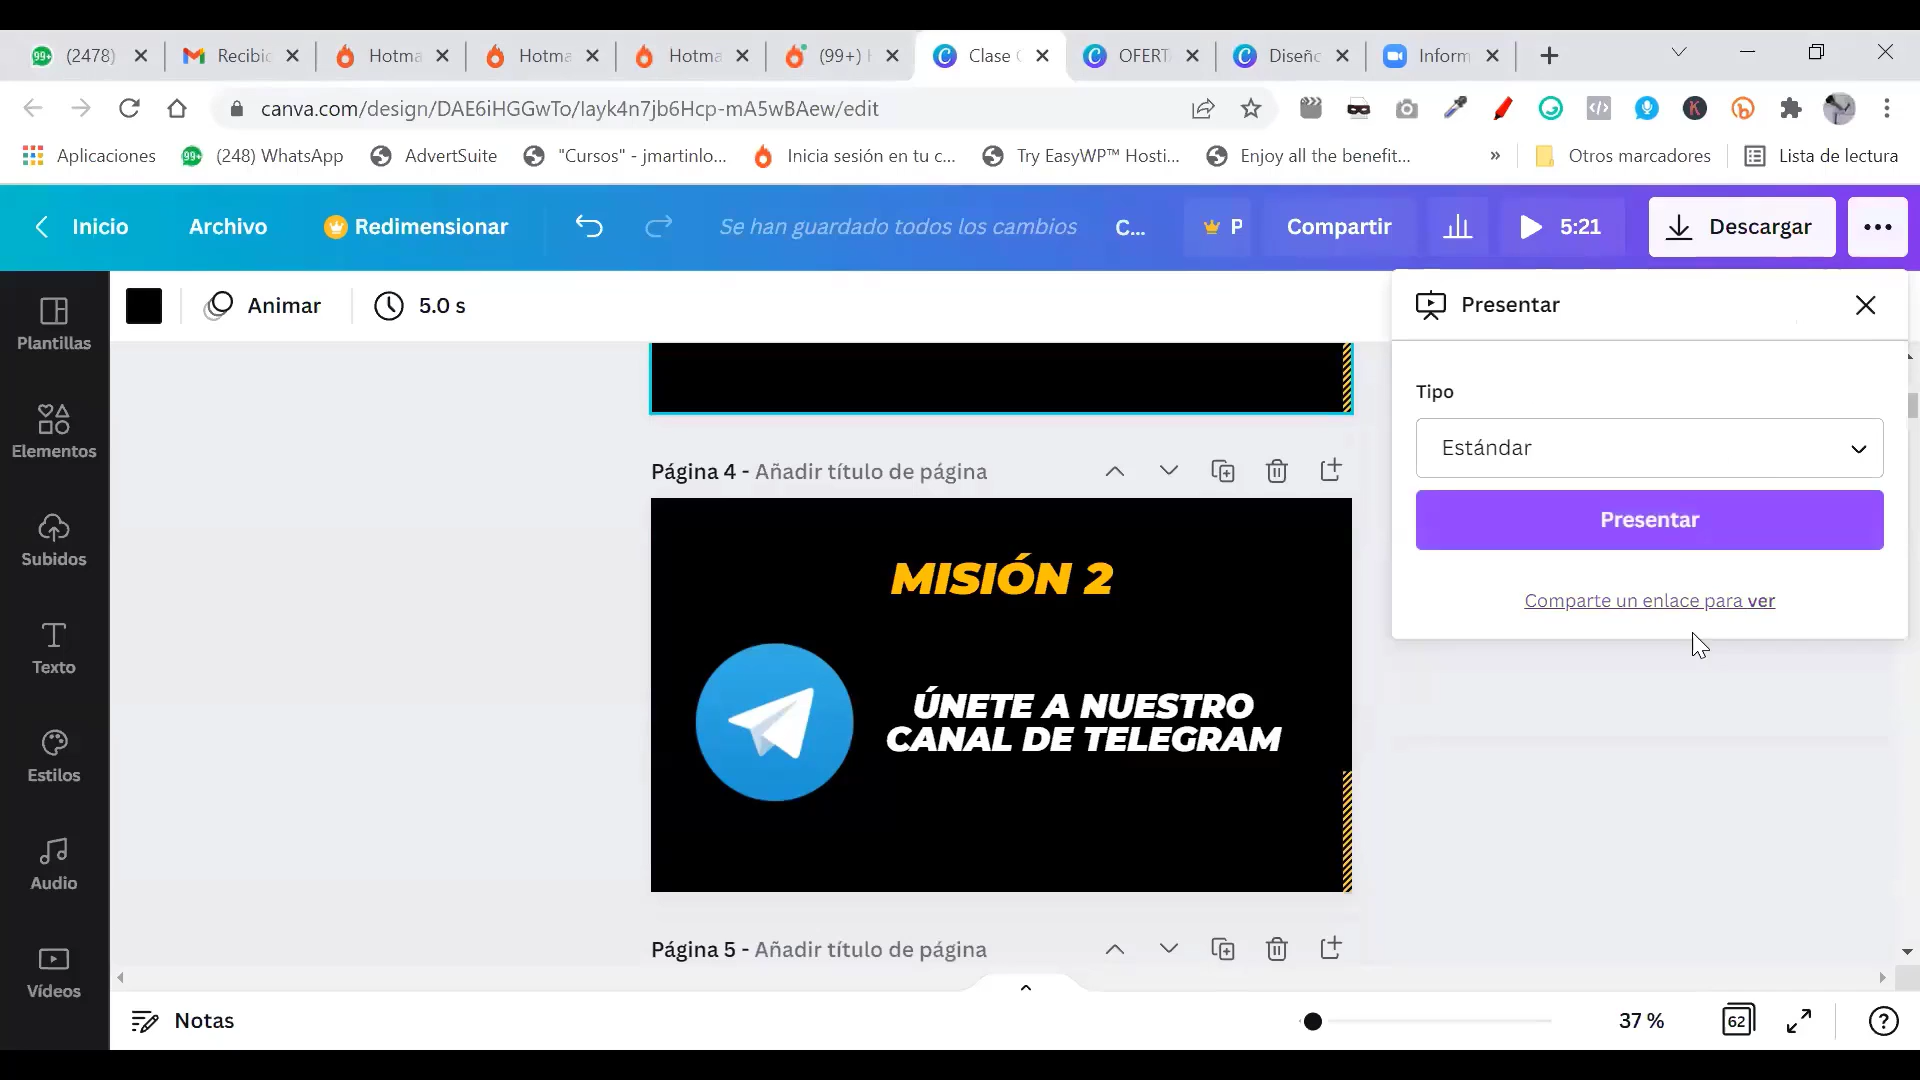 (2478)
Recibid
Hotma
Hotma
Hotma
(99+)
Clase
OFERT
Diseño
Inform
canva.com/design/DAE6iHGGwTo/Iayk4n7jb6Hcp-mA5wBAew/edit
Aplicaciones
(248) WhatsApp
AdvertSuite
"Cursos" - jmartinlo...
Inicia sesión en tu c...
Try EasyWP™ Hosti...
Enjoy all the benefit...
»
Otros marcadores
Lista de lectura
Inicio
Archivo
Redimensionar
Se han guardado todos los cambios
C...
P
Compartir
5:21
Descargar
Plantillas
Elementos
Subidos
Texto
Estilos
Audio
Vídeos
Animar
5.0 s
Presentar
Tipo
Estándar
Presentar
Comparte un enlace para ver
Página 4 - Añadir título de página
MISIÓN 2
ÚNETE A NUESTRO
CANAL DE TELEGRAM
Página 5 - Añadir título de página
Notas
37 %
62